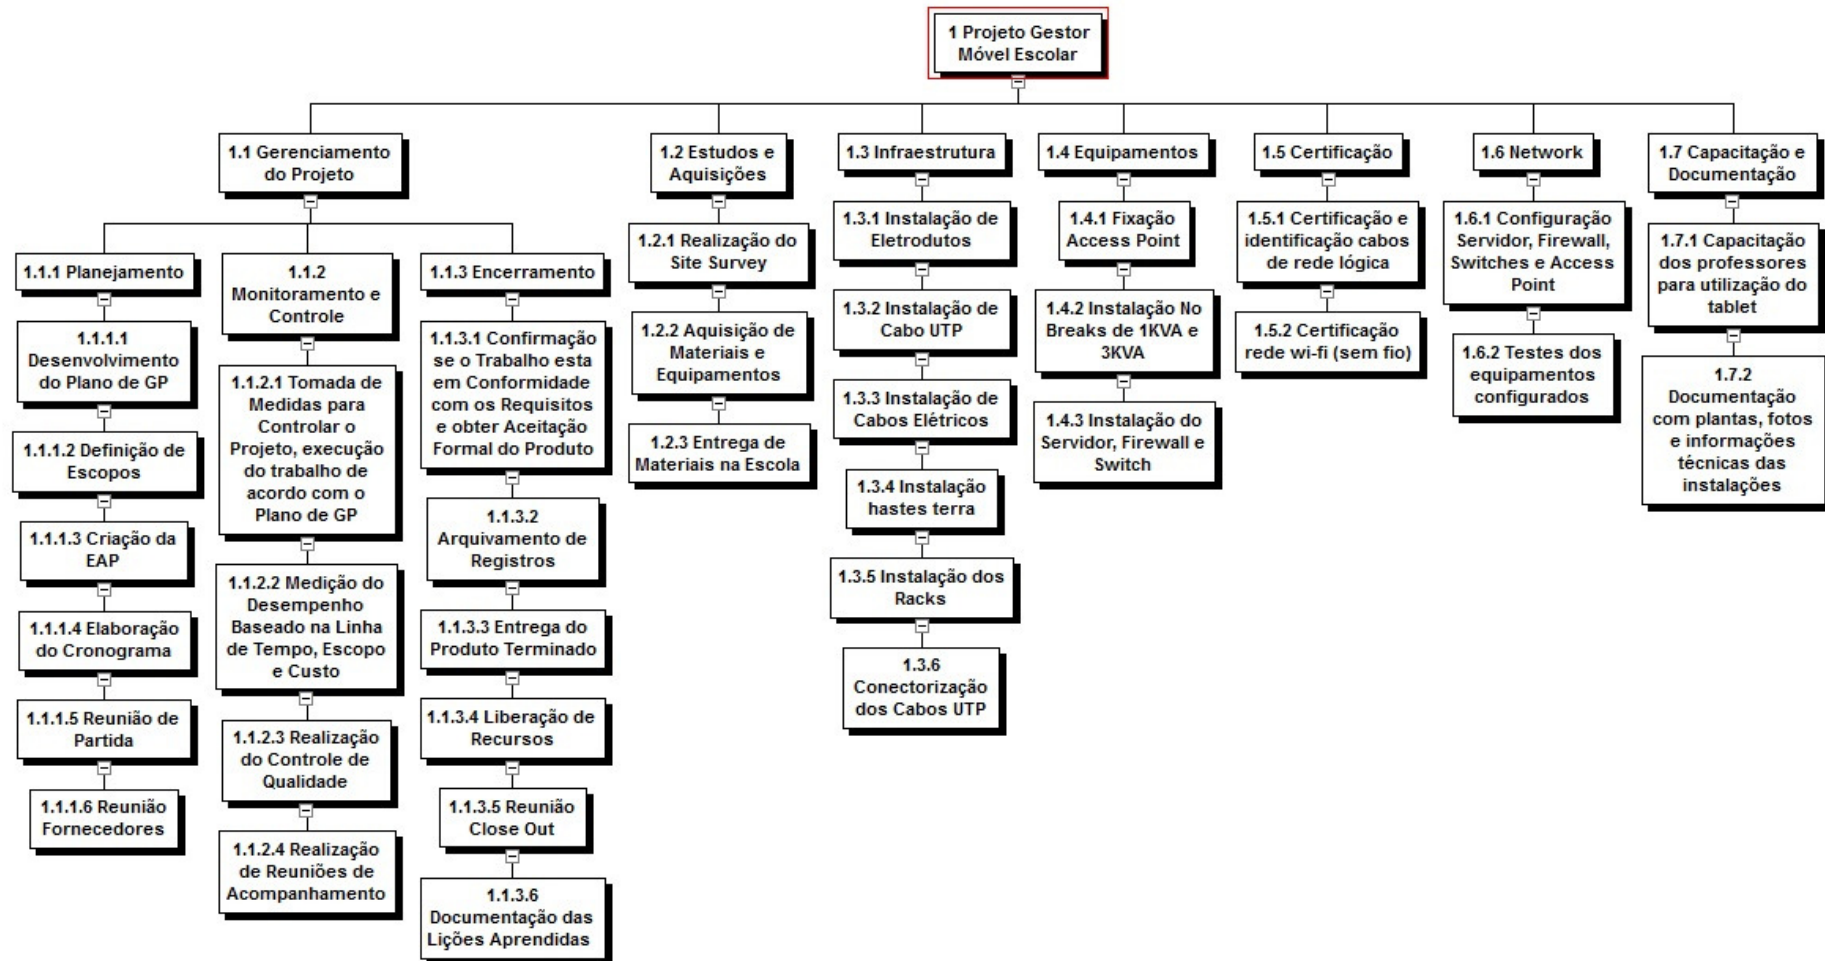 1 Projeto Gestor
Móvel Escolar
1.1 Gerenciamento
do Projeto
1.1.1 Planejamento
1.1.1.1
Desenvolvimento
do Plano de GP
1.1.1.2 Definição de
Escopos
1.1.1.3 Criação da
EAP
1.1.1.4 Elaboração
do Cronograma
1.1.1.5 Reunião de
Partida
1.1.1.6 Reunião
Fornecedores
1.1.2
Monitoramento e
Controle
1.1.2.1 Tomada de
Medidas para
Controlar o
Projeto, execução
do trabalho de
acordo com o
Plano de GP
1.1.2.2 Medição do
Desempenho
Baseado na Linha
de Tempo, Escopo
e Custo
1.1.2.3 Realização
do Controle de
Qualidade
1.1.2.4 Realização
de Reuniões de
Acompanhamento
1.1.3 Encerramento
1.1.3.1 Confirmação
se o Trabalho esta
em Conformidade
com os Requisitos
e obter Aceitação
Formal do Produto
1.1.3.2
Arquivamento de
Registros
1.1.3.3 Entrega do
Produto Terminado
1.1.3.4 Liberação de
Recursos
1.1.3.5 Reunião
Close Out
1.1.3.6
Documentação das
Lições Aprendidas
1.2 Estudos e
Aquisições
1.2.1 Realização do
Site Survey
1.2.2 Aquisição de
Materiais e
Equipamentos
1.2.3 Entrega de
Materiais na Escola
1.3 Infraestrutura
1.3.1 Instalação de
Eletrodutos
1.3.2 Instalação de
Cabo UTP
1.3.3 Instalação de
Cabos Elétricos
1.3.4 Instalação
hastes terra
1.3.5 Instalação dos
Racks
1.3.6
Conectorização
dos Cabos UTP
1.4 Equipamentos
1.4.1 Fixação
Access Point
1.4.2 Instalação No
Breaks de 1KVA e
3KVA
1.4.3 Instalação do
Servidor, Firewall e
Switch
1.5 Certificação
1.5.1 Certificação e
identificação cabos
de rede lógica
1.5.2 Certificação
rede wi-fi (sem fio)
1.6 Network
1.6.1 Configuração
Servidor, Firewall,
Switches e Access
Point
1.6.2 Testes dos
equipamentos
configurados
1.7 Capacitação e
Documentação
1.7.1 Capacitação
dos professores
para utilização do
tablet
1.7.2
Documentação
com plantas, fotos
e informações
técnicas das
instalações